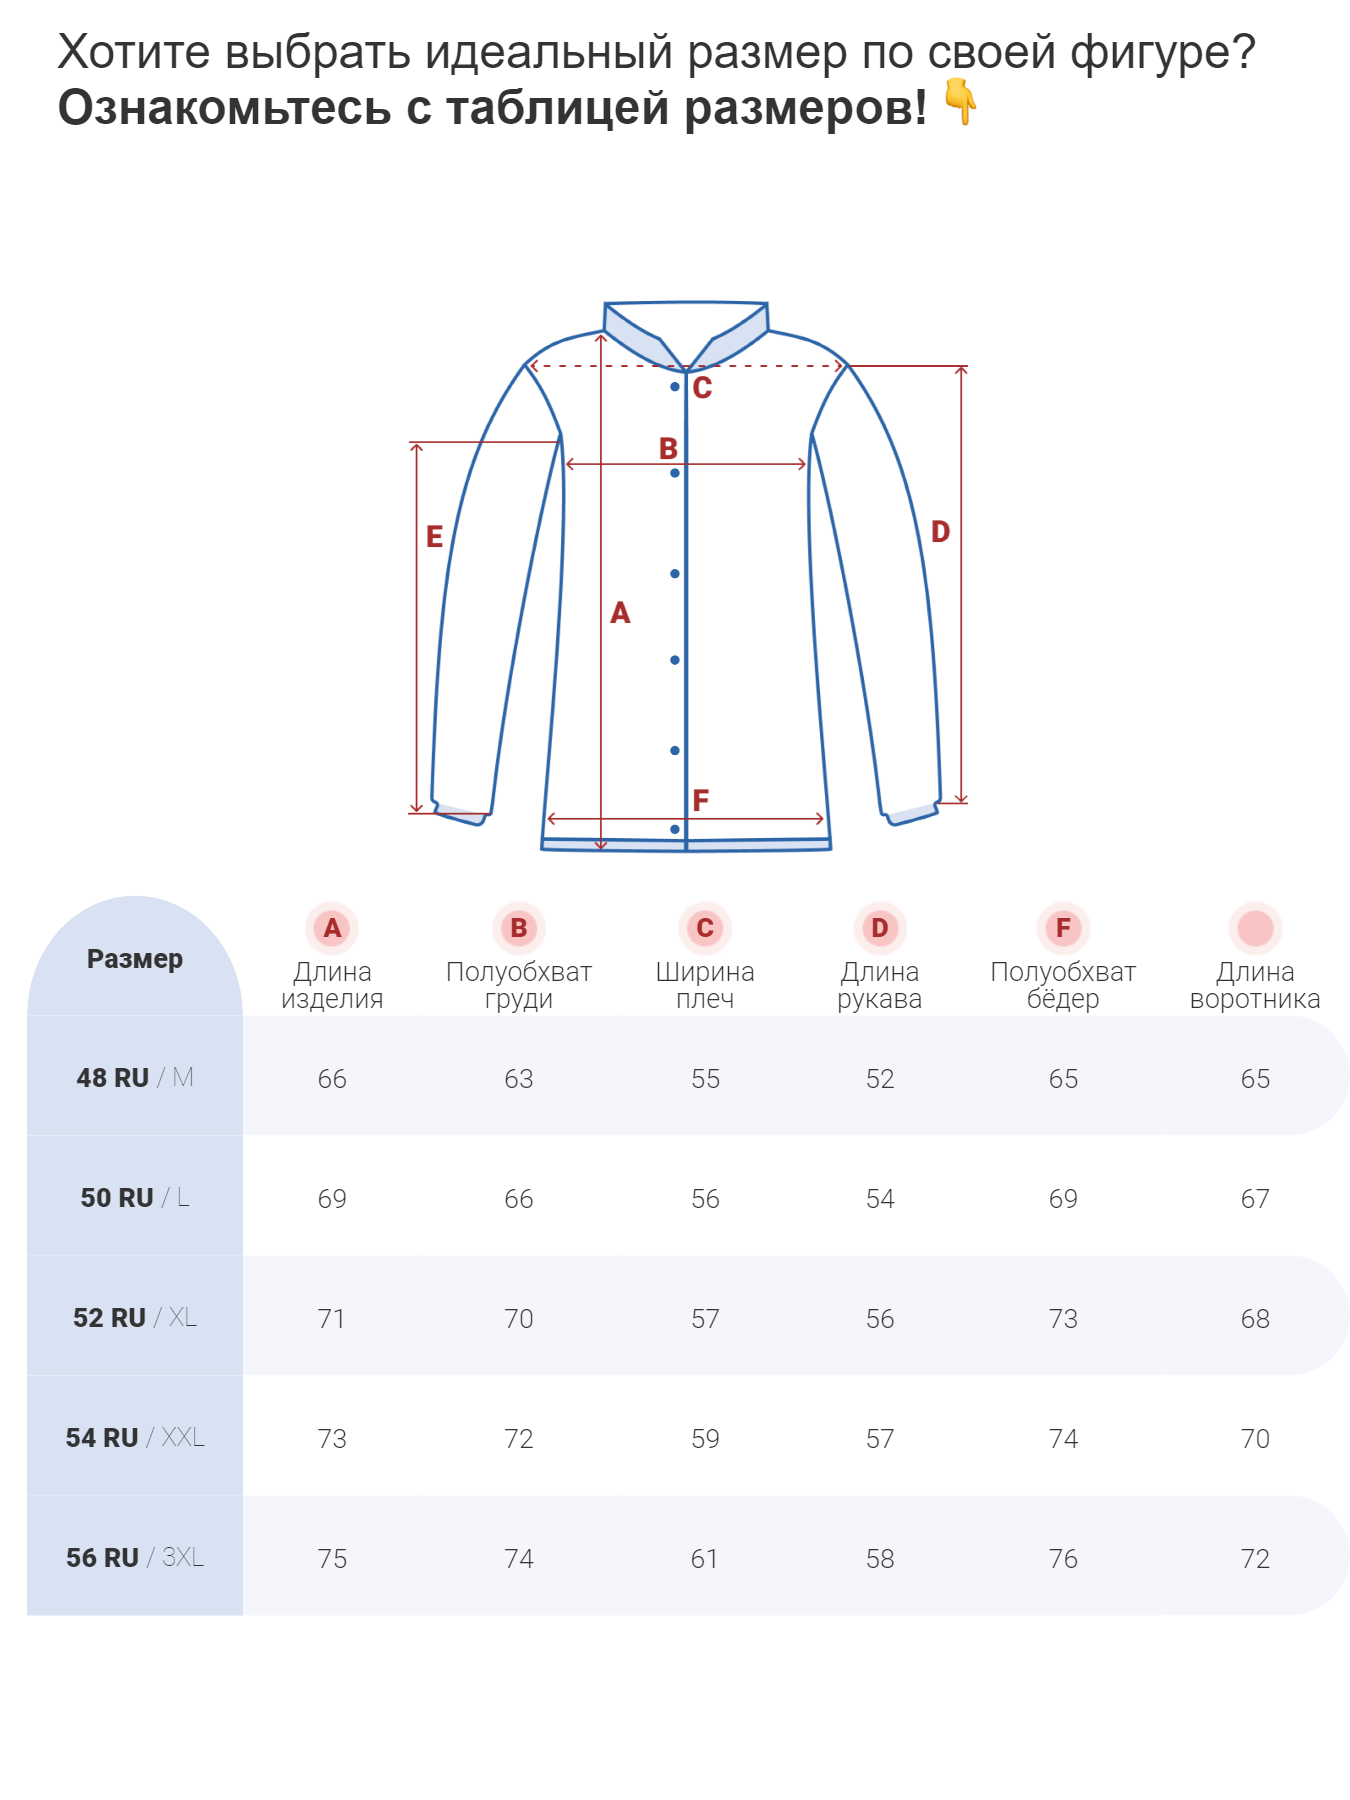 Хотите выбрать идеальный размер по своей фигуре?
Ознакомьтесь с таблицей размеров! 👇
C
B
E
D
A
F
Размер
A B C D F
Длина изделия Полуобхват груди Ширина плеч Длина рукава Полуобхват бёдер Длина воротника
48 RU / M 66 63 55 52 65 65
50 RU / L 69 66 56 54 69 67
52 RU / XL 71 70 57 56 73 68
54 RU / XXL 73 72 59 57 74 70
56 RU / 3XL 75 74 61 58 76 72